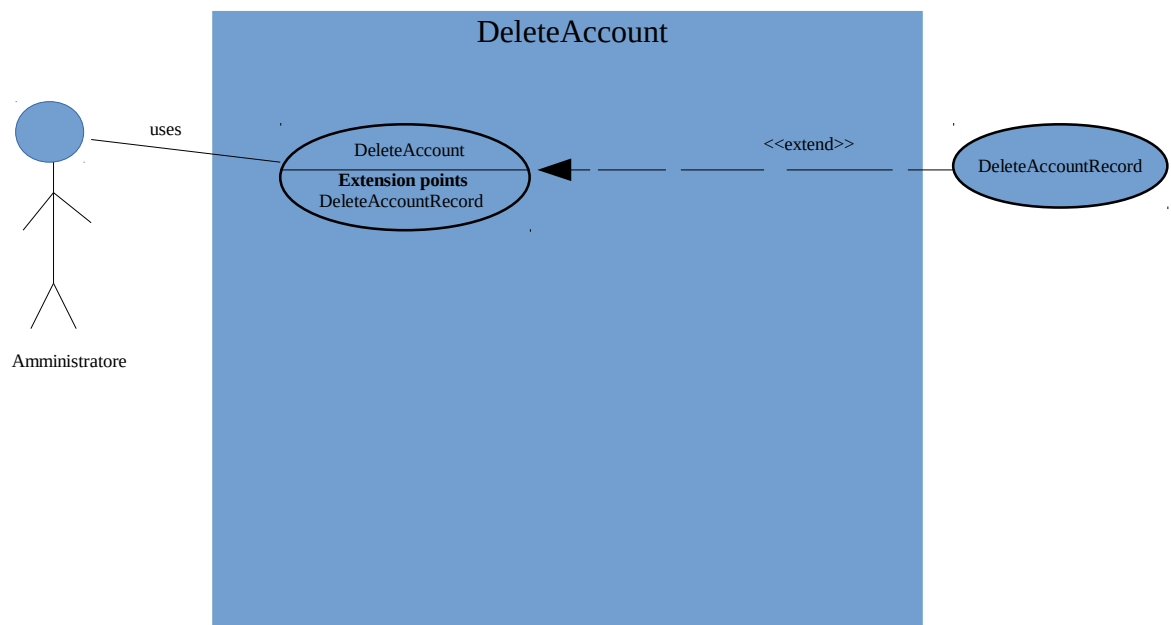 DeleteAccount
uses
DeleteAccount
Extension points
DeleteAccountRecord
<<extend>>
DeleteAccountRecord
Amministratore